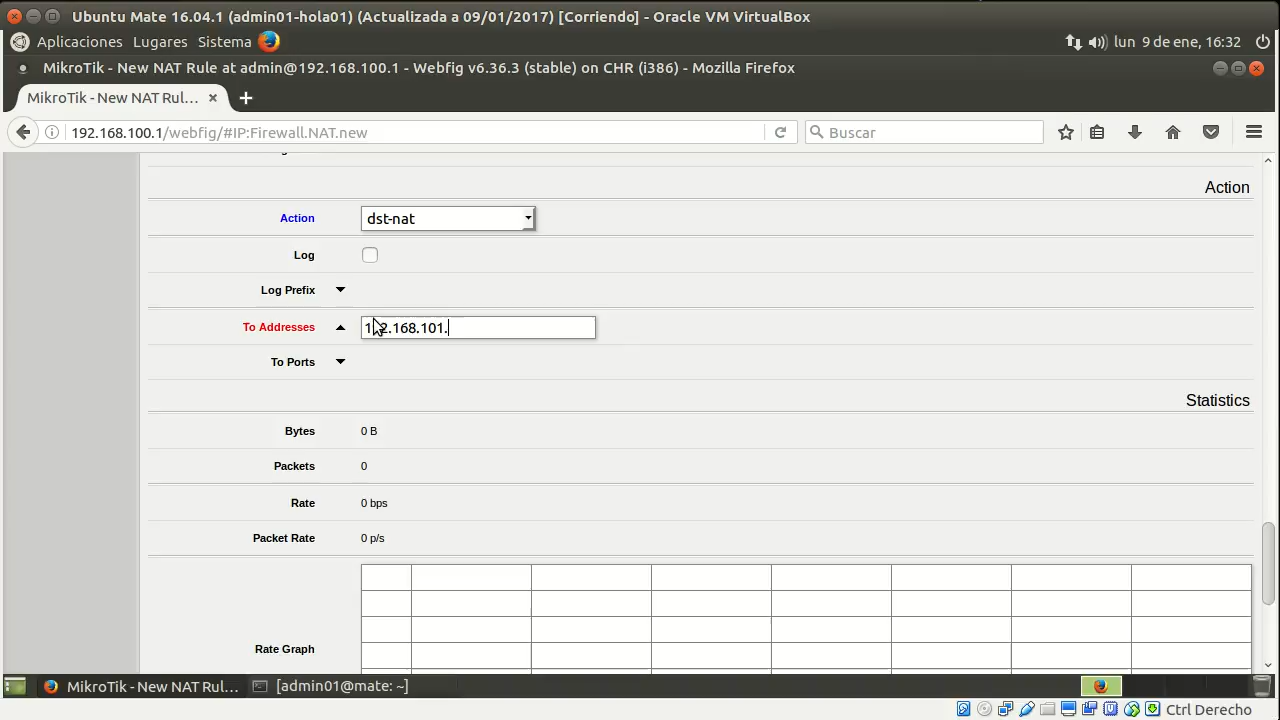 Ubuntu Mate 16.04.1 (admin01-hola01) (Actualizada a 09/01/2017) [Corriendo] - Oracle VM VirtualBox
Aplicaciones Lugares Sistema lun 9 de ene, 16:32
MikroTik - New NAT Rule at admin@192.168.100.1 - Webfig v6.36.3 (stable) on CHR (i386) - Mozilla Firefox
MikroTik - New NAT Rul...
192.168.100.1/webfig/#IP:Firewall.NAT.new Buscar
Action
Action dst-nat
Log
Log Prefix
To Addresses 192.168.101.
To Ports
Statistics
Bytes 0 B
Packets 0
Rate 0 bps
Packet Rate 0 p/s
Rate Graph
MikroTik - New NAT Rul... [admin01@mate: ~]
Ctrl Derecho